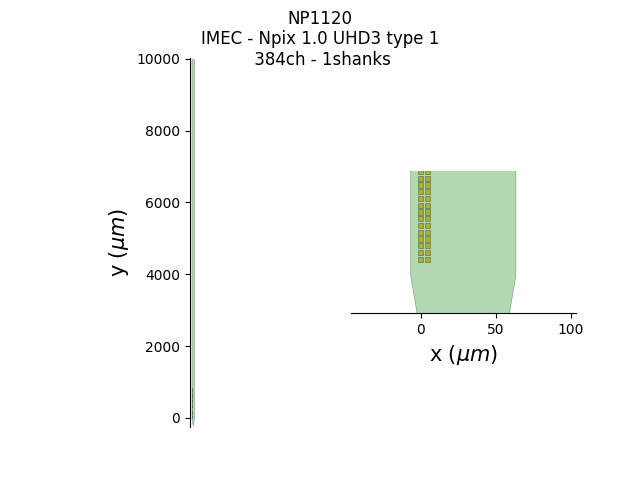 NP1120
IMEC - Npix 1.0 UHD3 type 1
384ch - 1shanks
10000
8000
6000
4000
2000
0
y (μm)
0 50 100
x (μm)